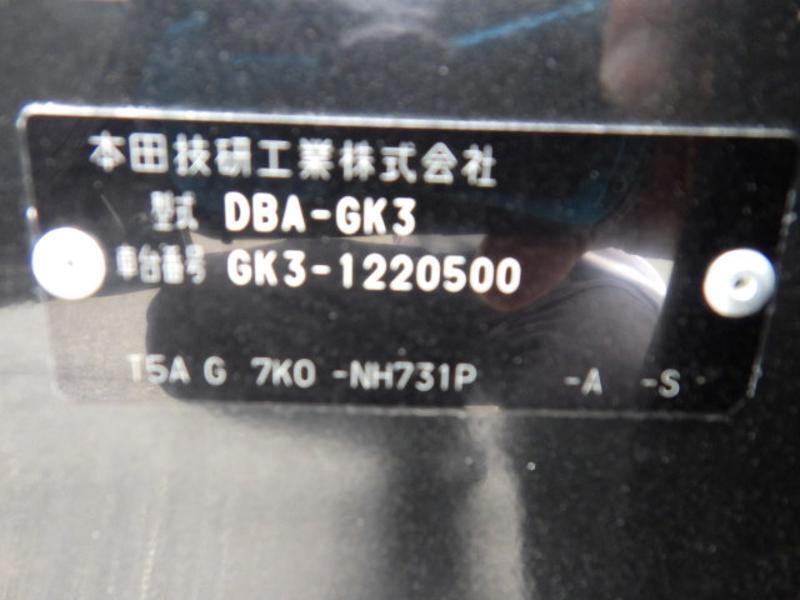 本田技研工業株式会社
型式 DBA-GK3
車台番号 GK3-1220500
T5A G 7K0 -NH731P -A -S